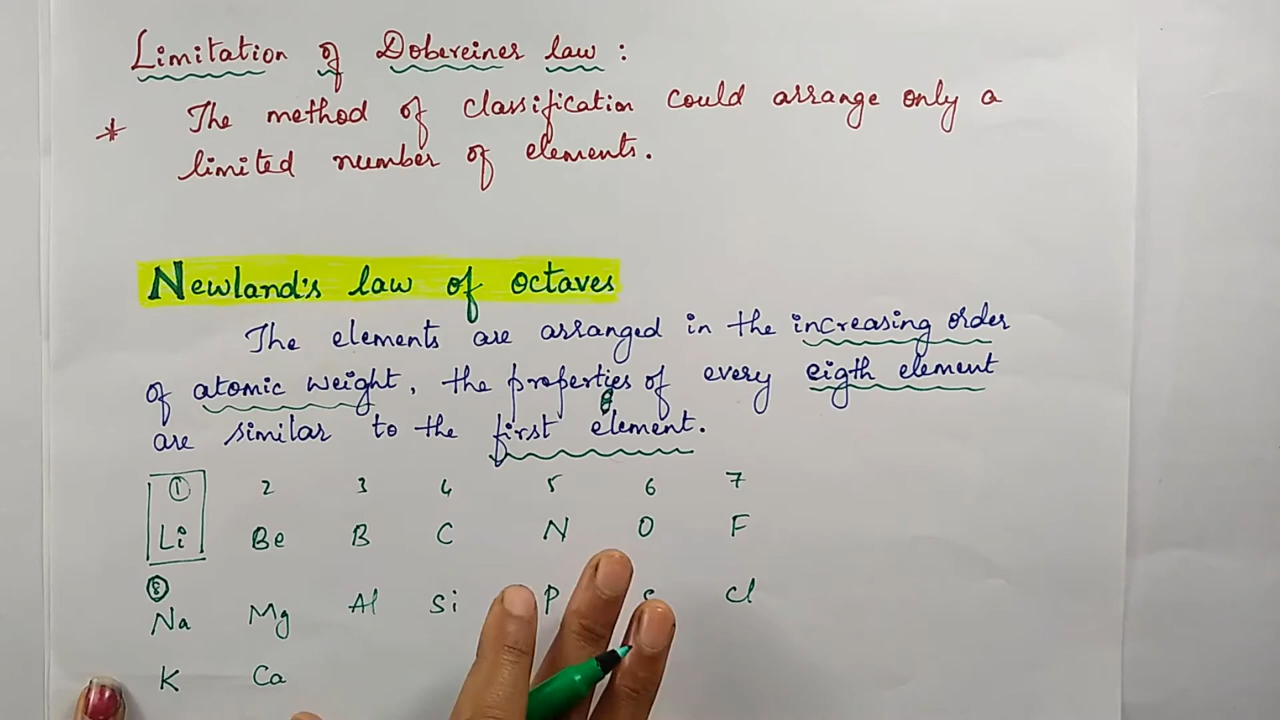 Limitation of Dobereiner law :
* The method of classification could arrange only a
limited number of elements.
Newland's law of octaves
The elements are arranged in the increasing order
of atomic weight, the properties of every eigth element
are similar to the first element.
1 2 3 4 5 6 7
Li Be B C N O F
8
Na Mg Al Si P Cl
K Ca